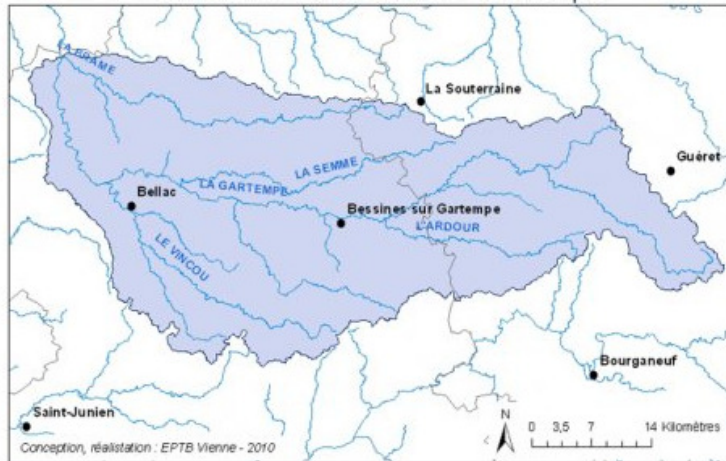 LA BRAME
La Souterraine
Guéret
LA SEMME
LA GARTEMPE
Bellac
Bessines sur Gartempe
L'ARDOUR
LE VINCOU
Bourganeuf
Saint-Junien
N
0 3,5 7 14 Kilomètres
Conception, réalisation : EPTB Vienne - 2010